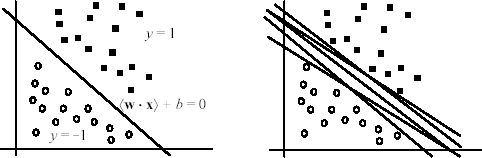 y = 1
⟨w · x⟩ + b = 0
y = −1